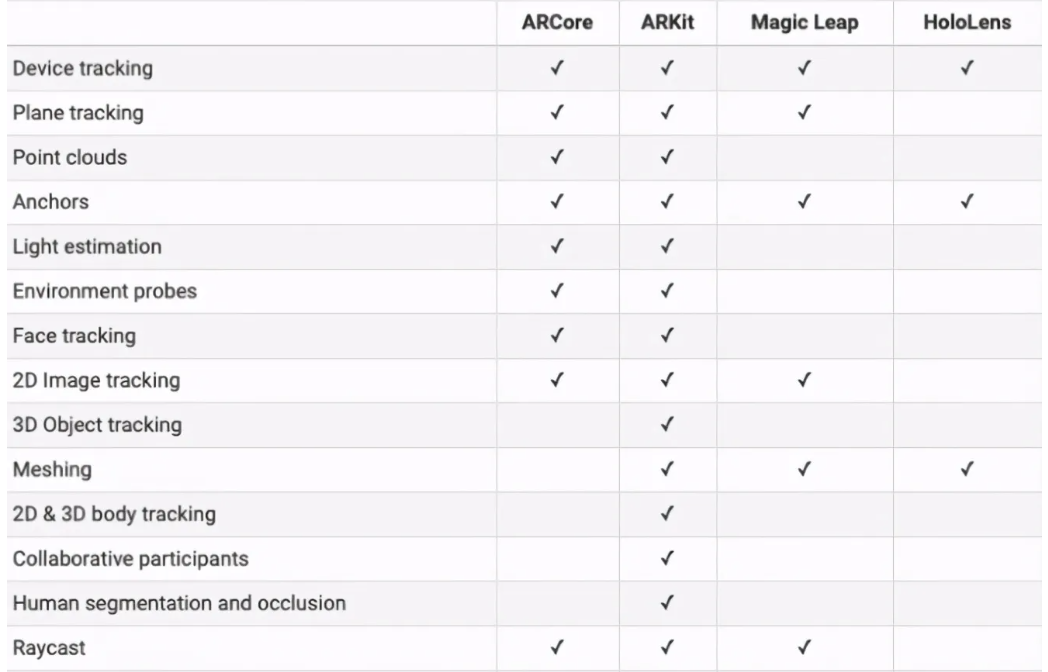 ARCore ARKit Magic Leap HoloLens
Device tracking ✓ ✓ ✓ ✓
Plane tracking ✓ ✓ ✓
Point clouds ✓ ✓
Anchors ✓ ✓ ✓ ✓
Light estimation ✓ ✓
Environment probes ✓ ✓
Face tracking ✓ ✓
2D Image tracking ✓ ✓ ✓
3D Object tracking ✓
Meshing ✓ ✓ ✓
2D & 3D body tracking ✓
Collaborative participants ✓
Human segmentation and occlusion ✓
Raycast ✓ ✓ ✓